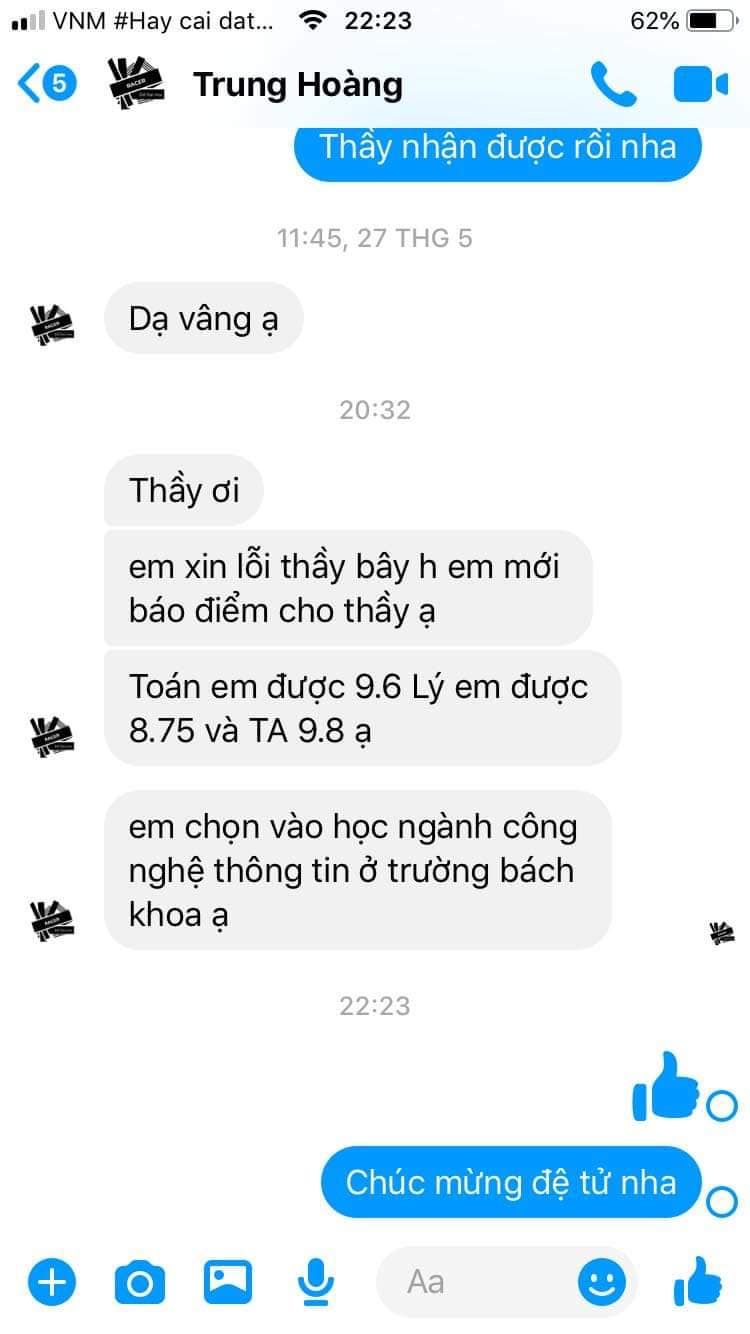 VNM #Hay cai dat... 22:23 62%
5 Trung Hoàng
Thầy nhận được rồi nha
11:45, 27 THG 5
Dạ vâng ạ
20:32
Thầy ơi
em xin lỗi thầy bây h em mới
báo điểm cho thầy ạ
Toán em được 9.6 Lý em được
8.75 và TA 9.8 ạ
em chọn vào học ngành công
nghệ thông tin ở trường bách
khoa ạ
22:23
Chúc mừng đệ tử nha
Aa